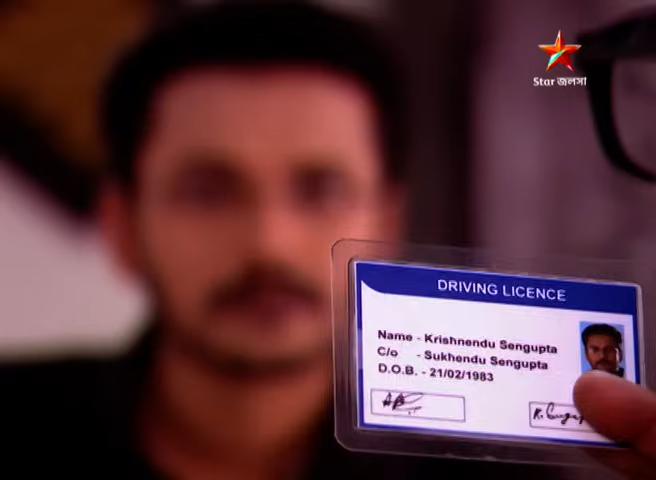 Star জলসা
DRIVING LICENCE
Name - Krishnendu Sengupta
C/o - Sukhendu Sengupta
D.O.B. - 21/02/1983